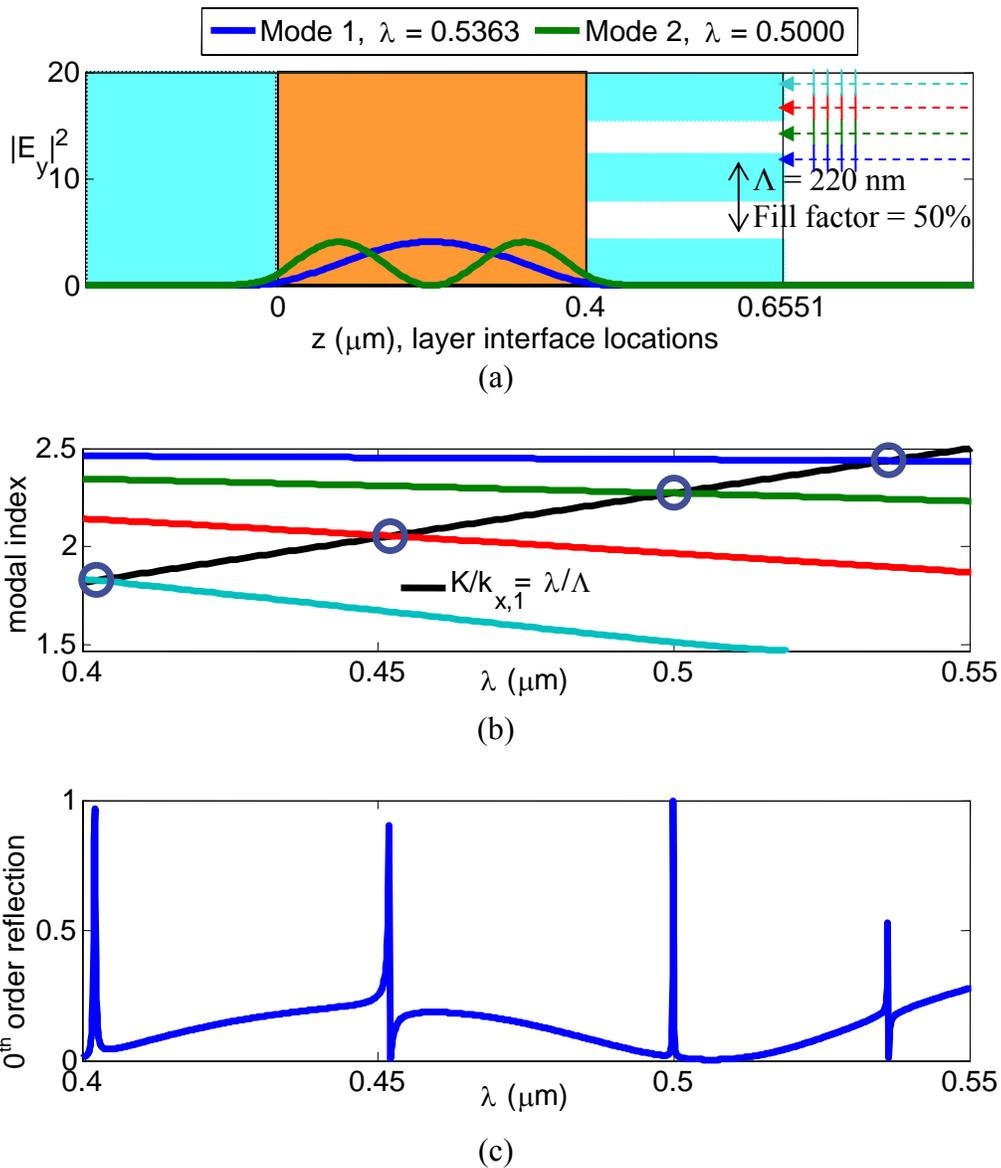 Mode 1, λ = 0.5363 Mode 2, λ = 0.5000
20
|E_y|^2
10
0
Λ = 220 nm
Fill factor = 50%
0 0.4 0.6551
z (μm), layer interface locations
(a)
2.5
modal index
2
K/k_x,1 = λ/Λ
1.5
0.4 0.45 0.5 0.55
λ (μm)
(b)
1
0th order reflection
0.5
0
0.4 0.45 0.5 0.55
λ (μm)
(c)